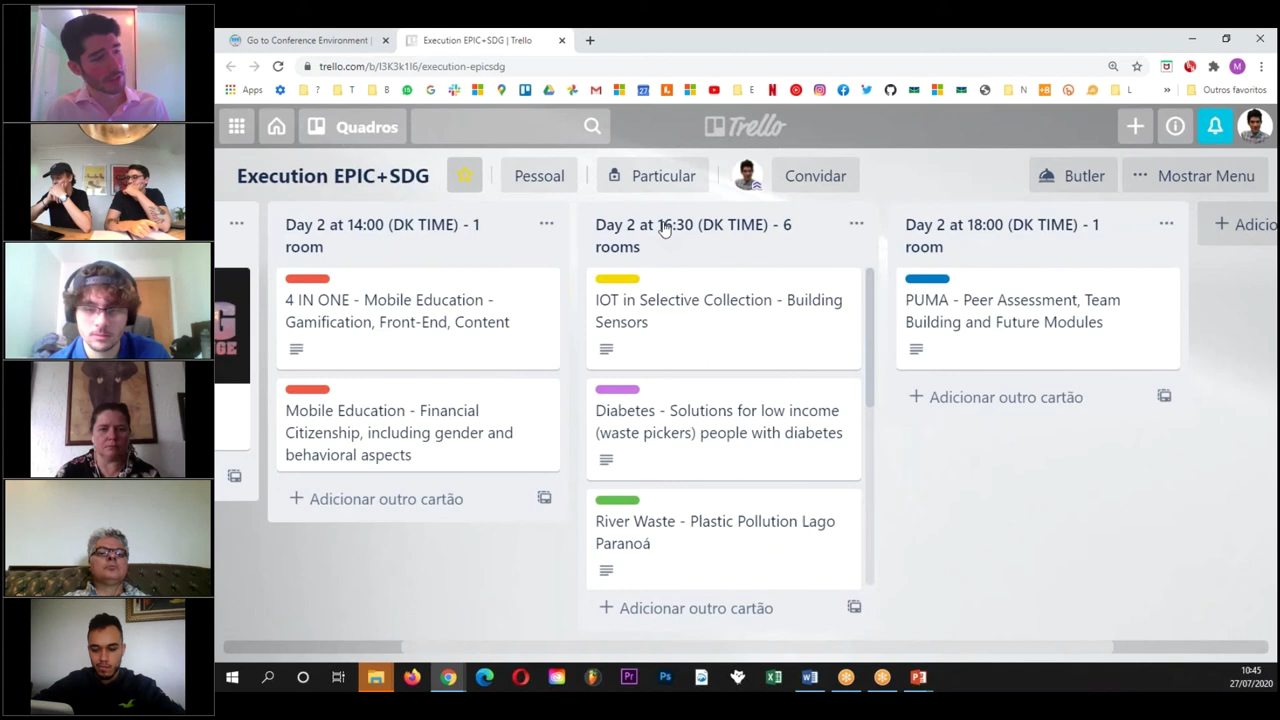 Go to Conference Environment |
Execution EPIC+SDG | Trello
trello.com/b/I3K3k1I6/execution-epicsdg
Apps
?
T
B
27
E
N
+B
L
Outros favoritos
M
Quadros
Trello
Execution EPIC+SDG
Pessoal
Particular
Convidar
Butler
Mostrar Menu
Day 2 at 14:00 (DK TIME) - 1
room
4 IN ONE - Mobile Education -
Gamification, Front-End, Content
Mobile Education - Financial
Citizenship, including gender and
behavioral aspects
Adicionar outro cartão
Day 2 at 16:30 (DK TIME) - 6
rooms
IOT in Selective Collection - Building
Sensors
Diabetes - Solutions for low income
(waste pickers) people with diabetes
River Waste - Plastic Pollution Lago
Paranoá
Adicionar outro cartão
Day 2 at 18:00 (DK TIME) - 1
room
PUMA - Peer Assessment, Team
Building and Future Modules
Adicionar outro cartão
Adicio
10:45
27/07/2020